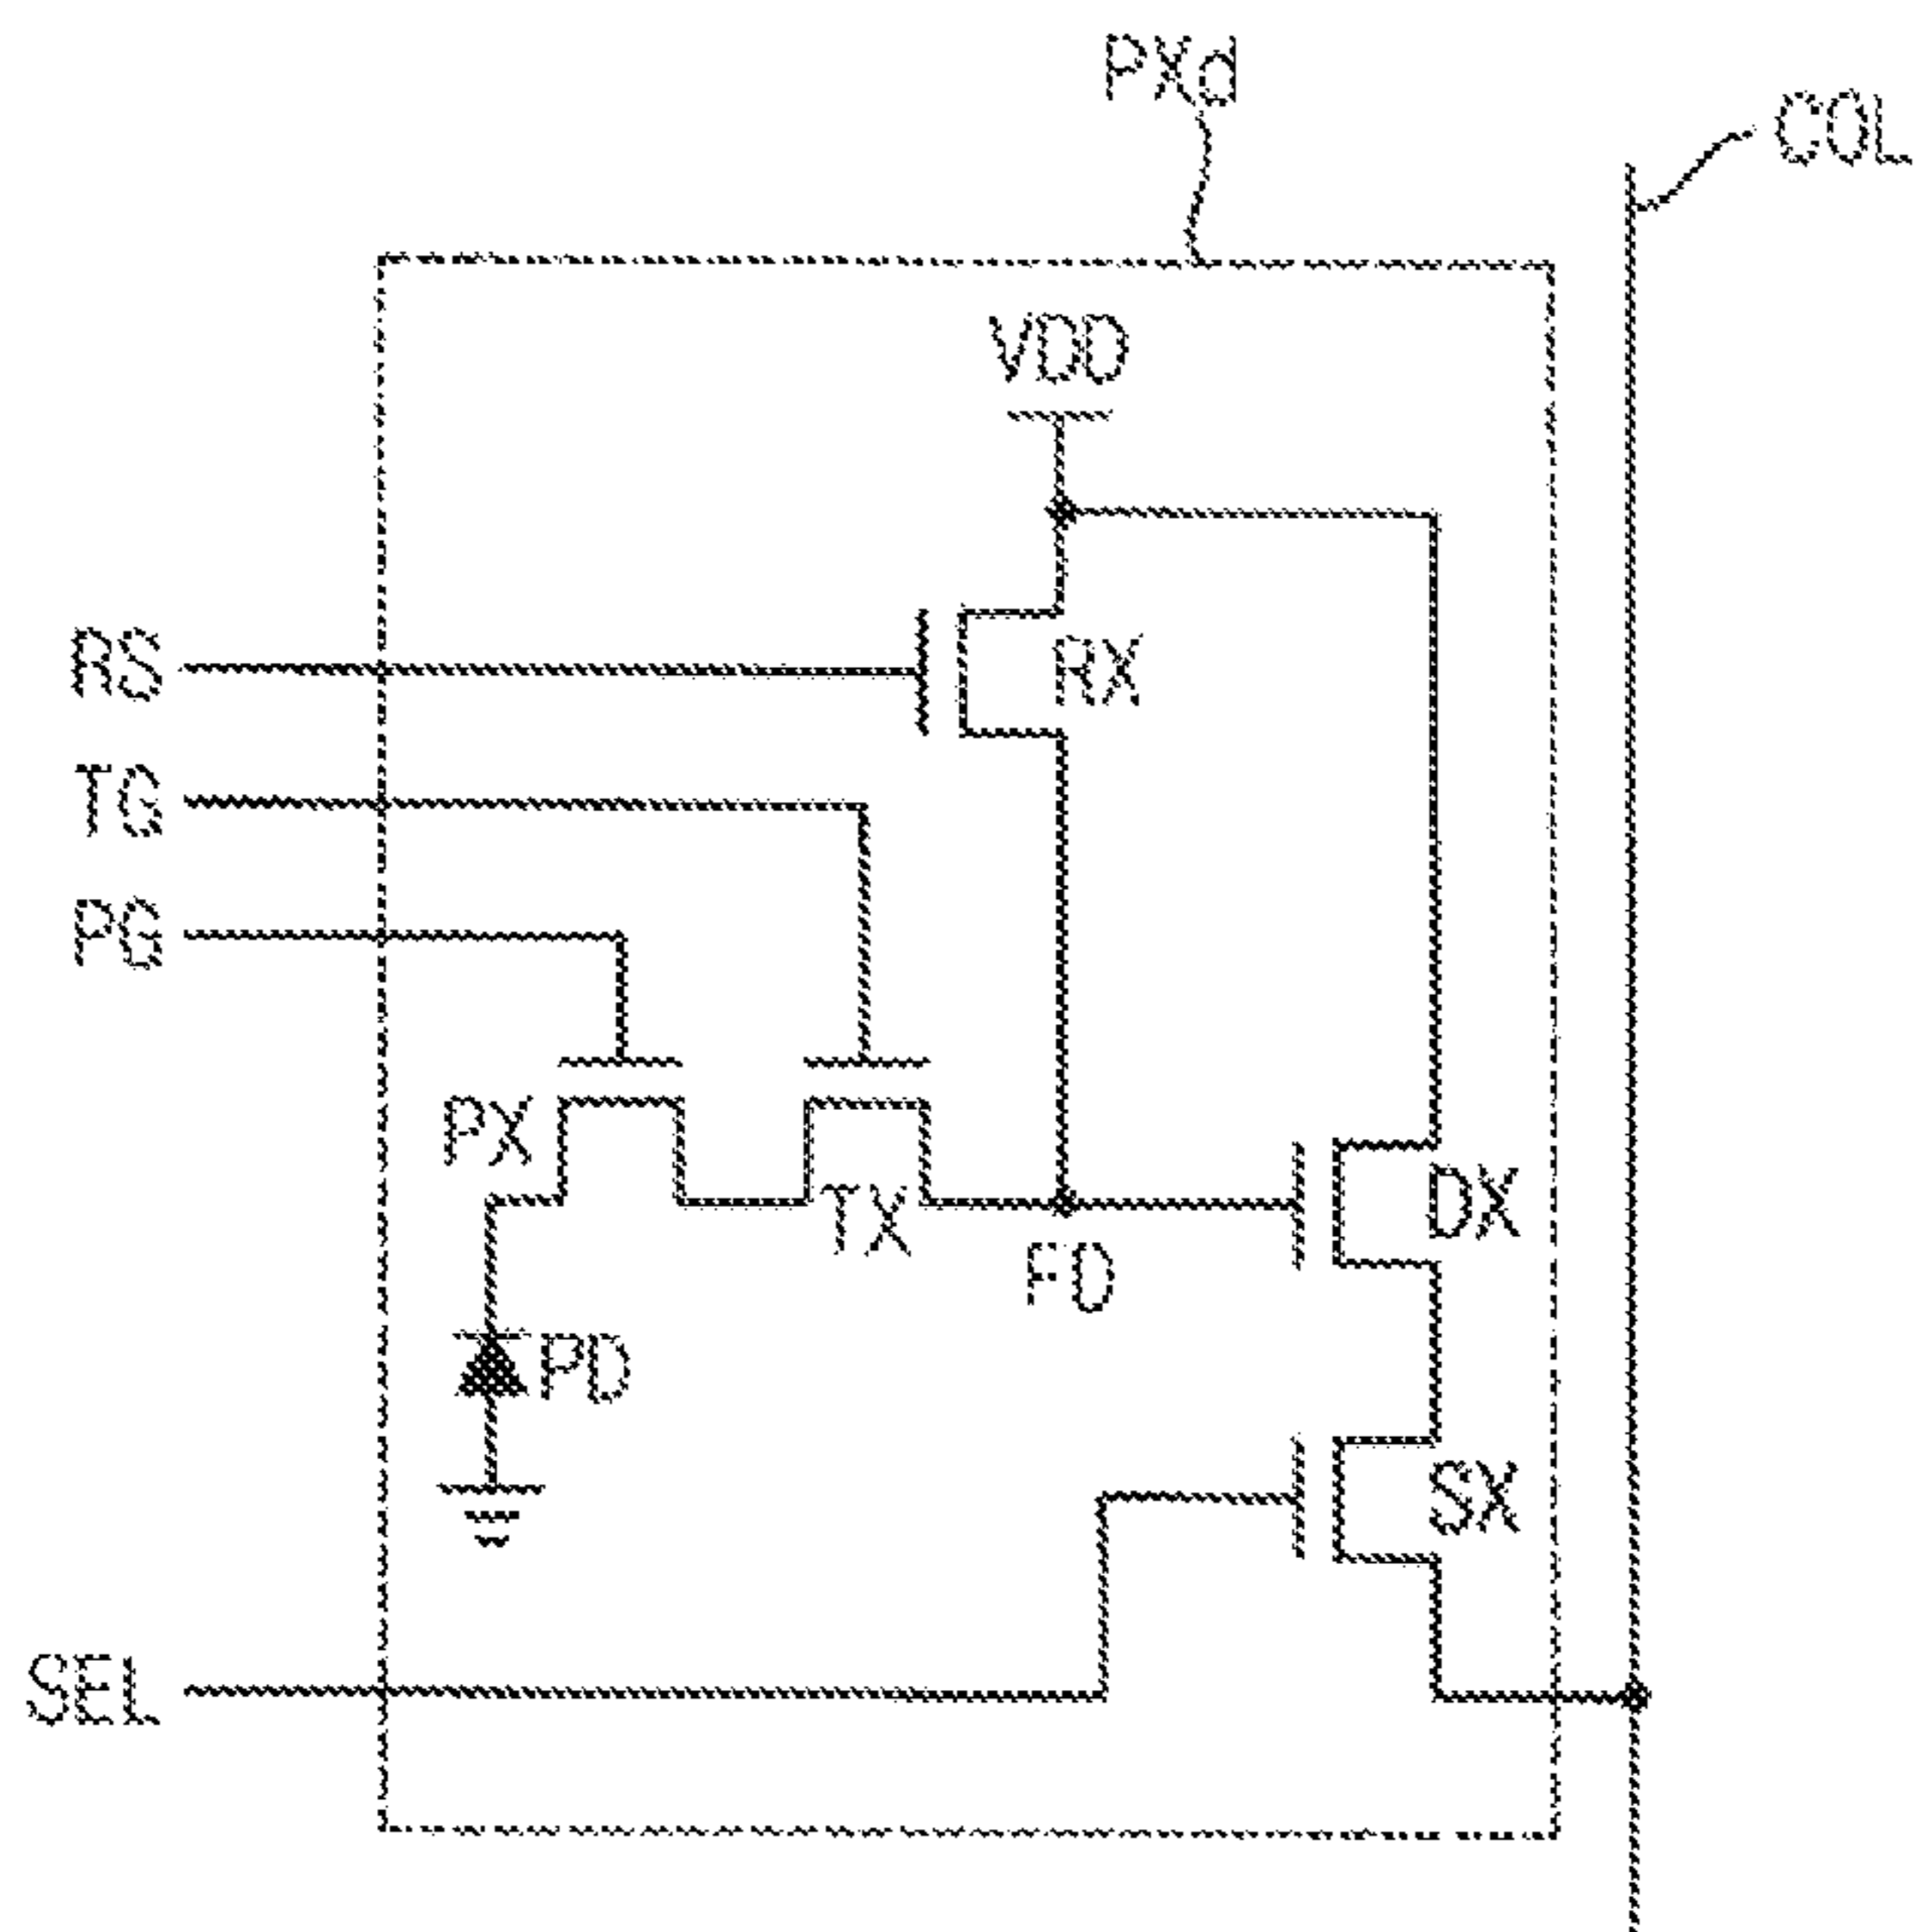 PXd
COL
VDD
RS
RX
TG
PG
PX
TX
DX
FD
PD
SX
SEL